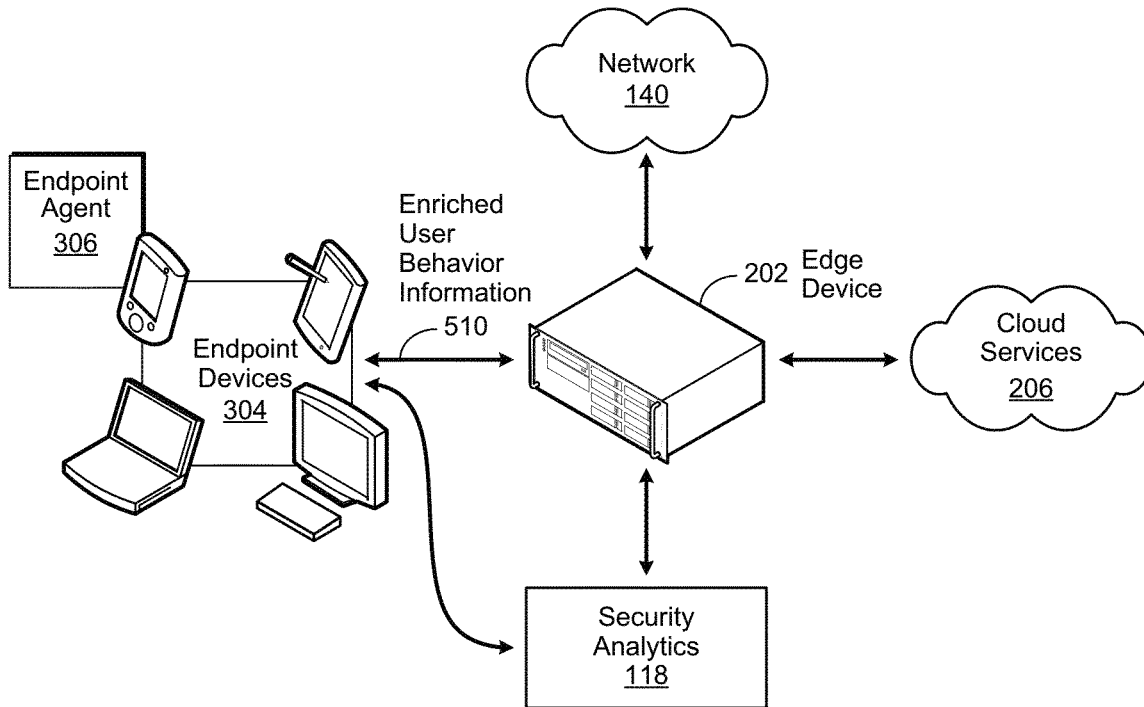 Network
140
Endpoint
Agent
306
Enriched
User
Behavior
Information
510
202
Edge
Device
Endpoint
Devices
304
Cloud
Services
206
Security
Analytics
118